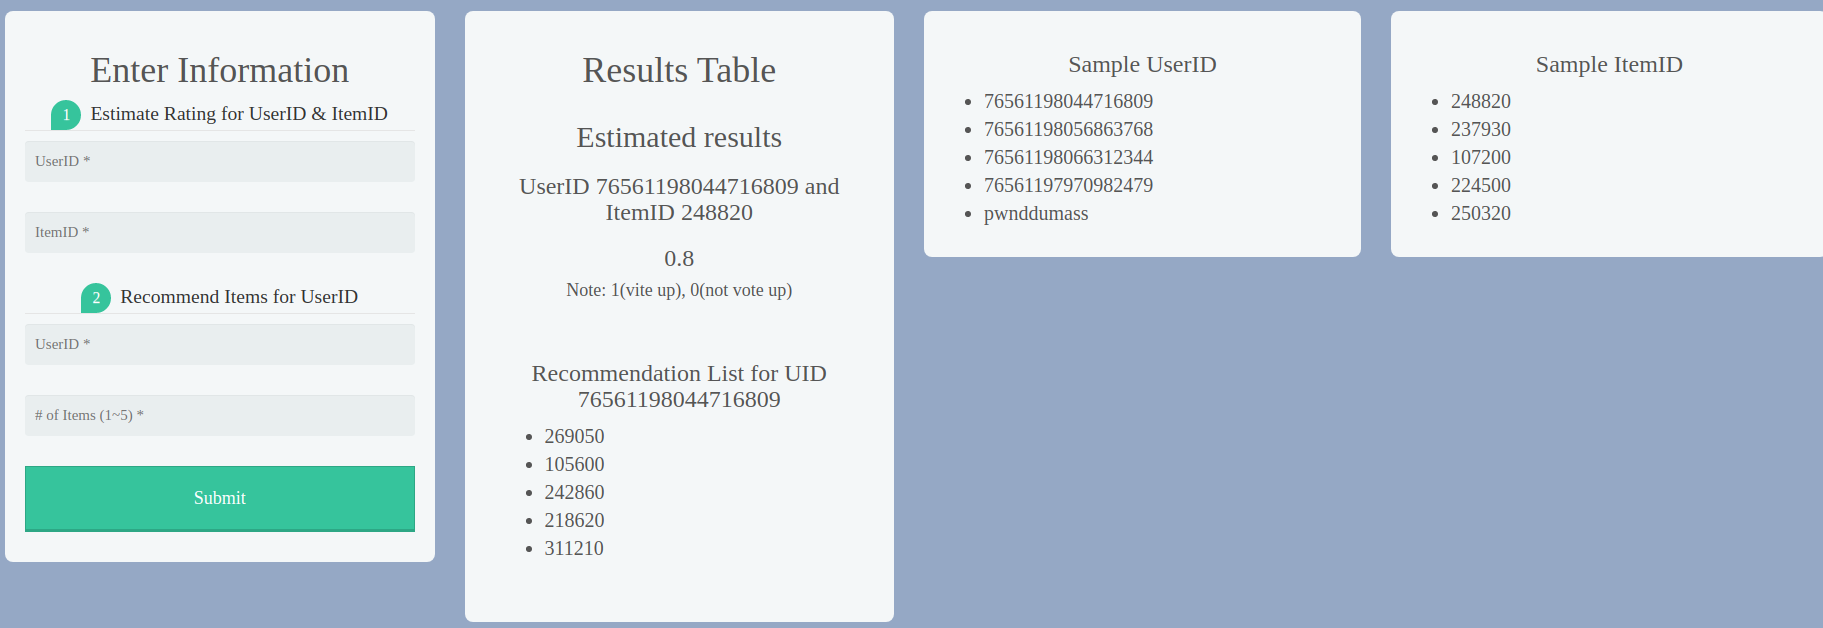 Enter Information
1 Estimate Rating for UserID & ItemID
UserID *
ItemID *
2 Recommend Items for UserID
UserID *
# of Items (1~5) *
Submit
Results Table
Estimated results
UserID 76561198044716809 and
ItemID 248820
0.8
Note: 1(vite up), 0(not vote up)
Recommendation List for UID
76561198044716809
269050
105600
242860
218620
311210
Sample UserID
76561198044716809
76561198056863768
76561198066312344
76561197970982479
pwnddumass
Sample ItemID
248820
237930
107200
224500
250320